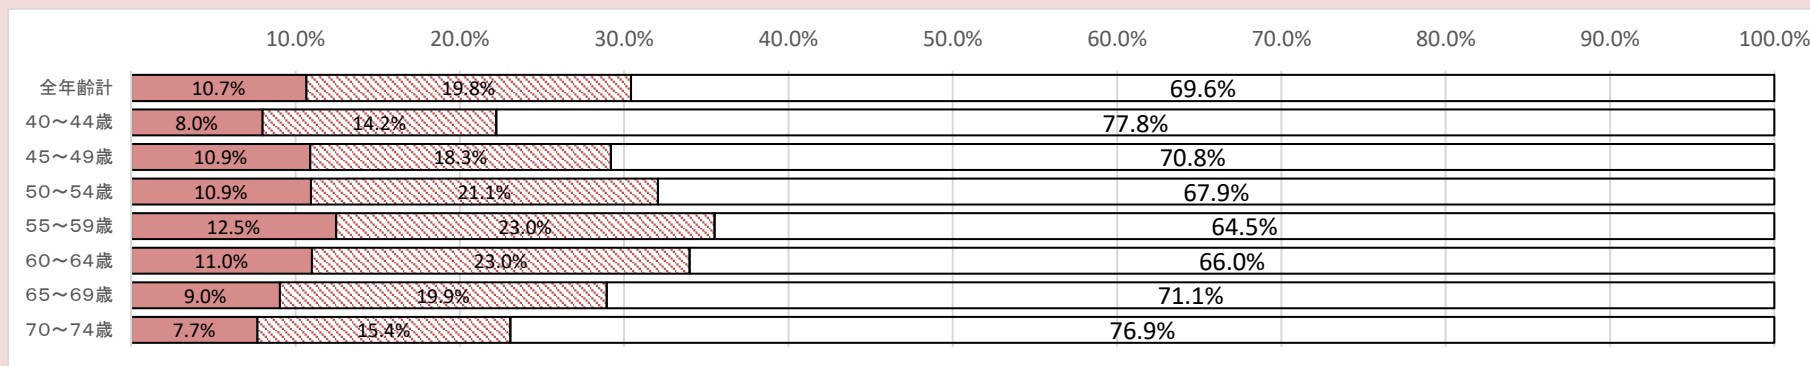 10.0% 20.0% 30.0% 40.0% 50.0% 60.0% 70.0% 80.0% 90.0% 100.0%
全年齢計 10.7% 19.8% 69.6%
40～44歳 8.0% 14.2% 77.8%
45～49歳 10.9% 18.3% 70.8%
50～54歳 10.9% 21.1% 67.9%
55～59歳 12.5% 23.0% 64.5%
60～64歳 11.0% 23.0% 66.0%
65～69歳 9.0% 19.9% 71.1%
70～74歳 7.7% 15.4% 76.9%